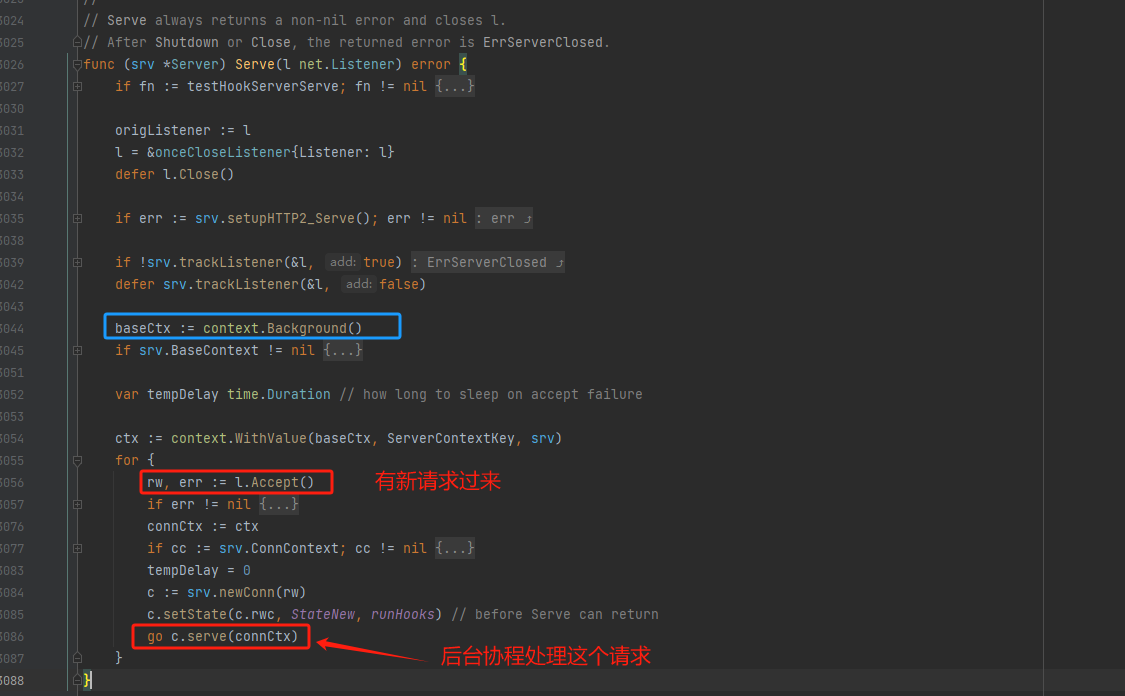 //
3024 // Serve always returns a non-nil error and closes l.
3025 // After Shutdown or Close, the returned error is ErrServerClosed.
3026 func (srv *Server) Serve(l net.Listener) error {
3027 if fn := testHookServerServe; fn != nil {...}
3030
3031 origListener := l
3032 l = &onceCloseListener{Listener: l}
3033 defer l.Close()
3034
3035 if err := srv.setupHTTP2_Serve(); err != nil : err ⤴
3038
3039 if !srv.trackListener(&l, add: true) : ErrServerClosed ⤴
3042 defer srv.trackListener(&l, add: false)
3043
3044 baseCtx := context.Background()
3045 if srv.BaseContext != nil {...}
3051
3052 var tempDelay time.Duration // how long to sleep on accept failure
3053
3054 ctx := context.WithValue(baseCtx, ServerContextKey, srv)
3055 for {
3056 rw, err := l.Accept() 有新请求过来
3057 if err != nil {...}
3076 connCtx := ctx
3077 if cc := srv.ConnContext; cc != nil {...}
3083 tempDelay = 0
3084 c := srv.newConn(rw)
3085 c.setState(c.rwc, StateNew, runHooks) // before Serve can return
3086 go c.serve(connCtx)
3087 } 后台协程处理这个请求
3088 }